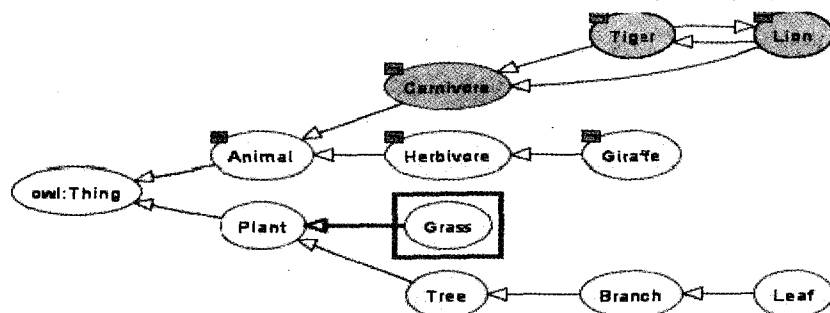 Tiger
Lion
Carnivore
Animal
Herbivore
Giraffe
owl:Thing
Plant
Grass
Tree
Branch
Leaf